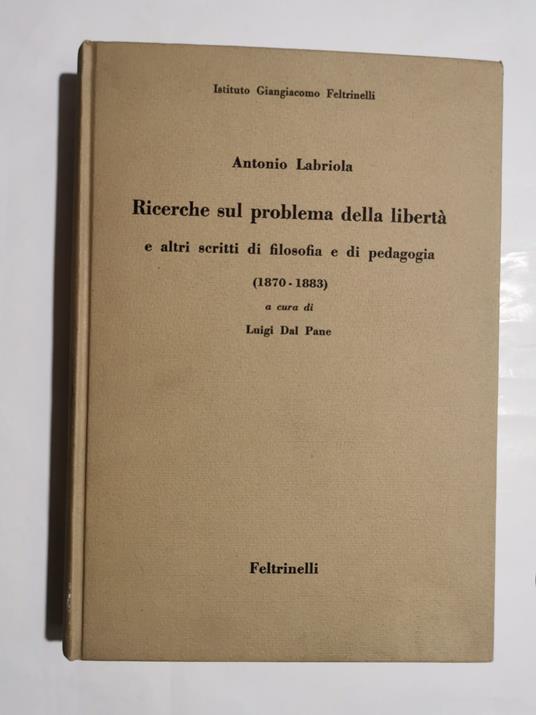 Istituto Giangiacomo Feltrinelli
Antonio Labriola
Ricerche sul problema della libertà
e altri scritti di filosofia e di pedagogia
(1870 - 1883)
a cura di
Luigi Dal Pane
Feltrinelli